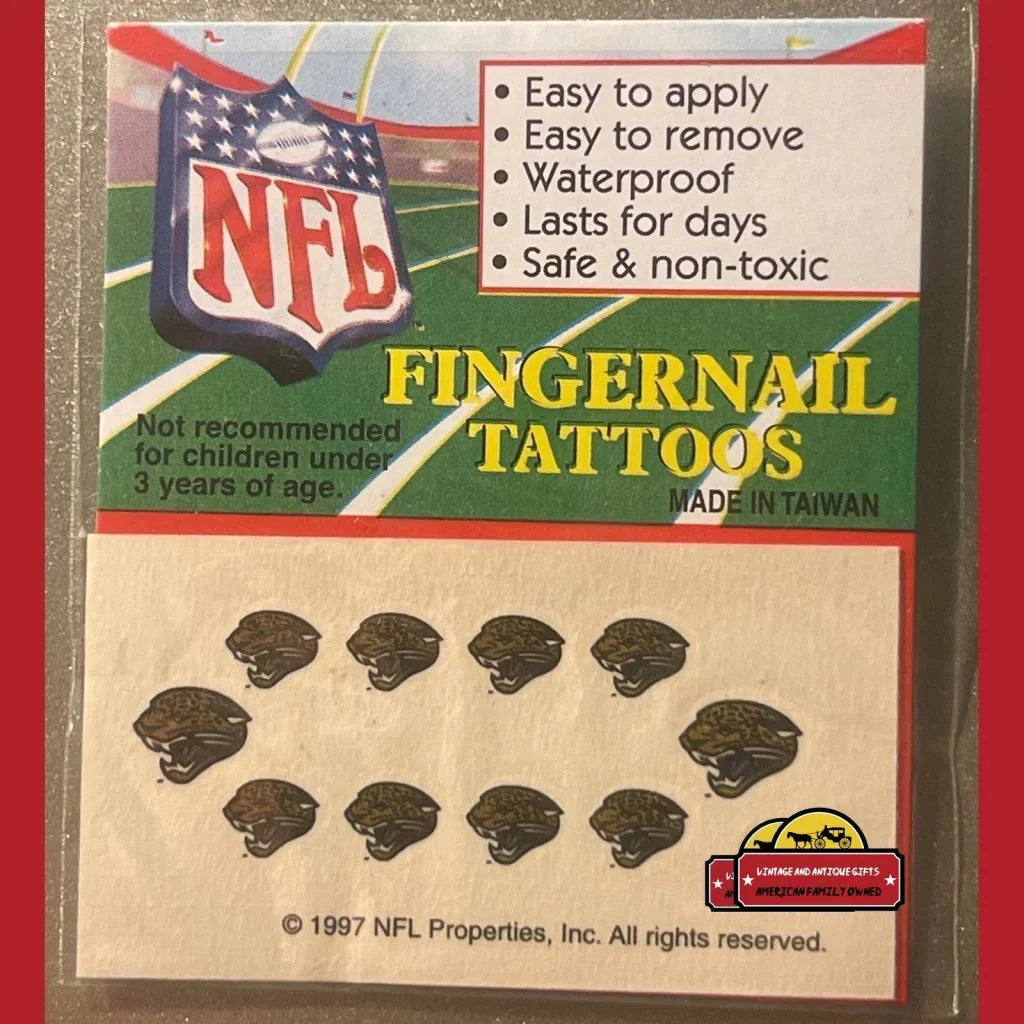 NFL
™
• Easy to apply
• Easy to remove
• Waterproof
• Lasts for days
• Safe & non-toxic
FINGERNAIL
TATTOOS
Not recommended
for children under
3 years of age.
MADE IN TAIWAN
© 1997 NFL Properties, Inc. All rights reserved.
VINTAGE AND ANTIQUE GIFTS
AMERICAN FAMILY OWNED